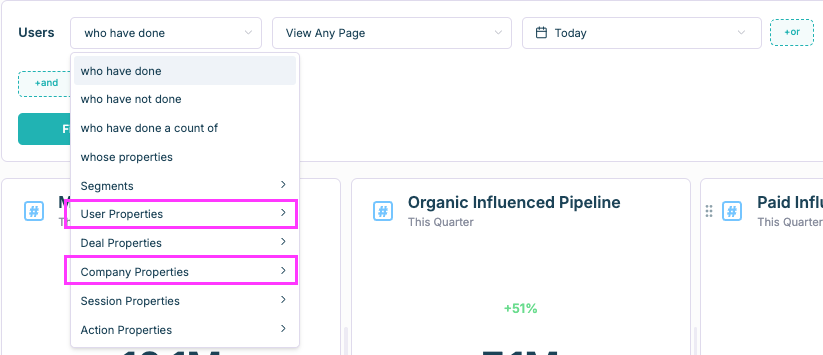 Users who have done View Any Page Today +or
+and
who have done
who have not done
who have done a count of
whose properties
Segments
User Properties
Deal Properties
Company Properties
Session Properties
Action Properties
# Organic Influenced Pipeline
This Quarter
+51%
# Paid Influ
This Quarter